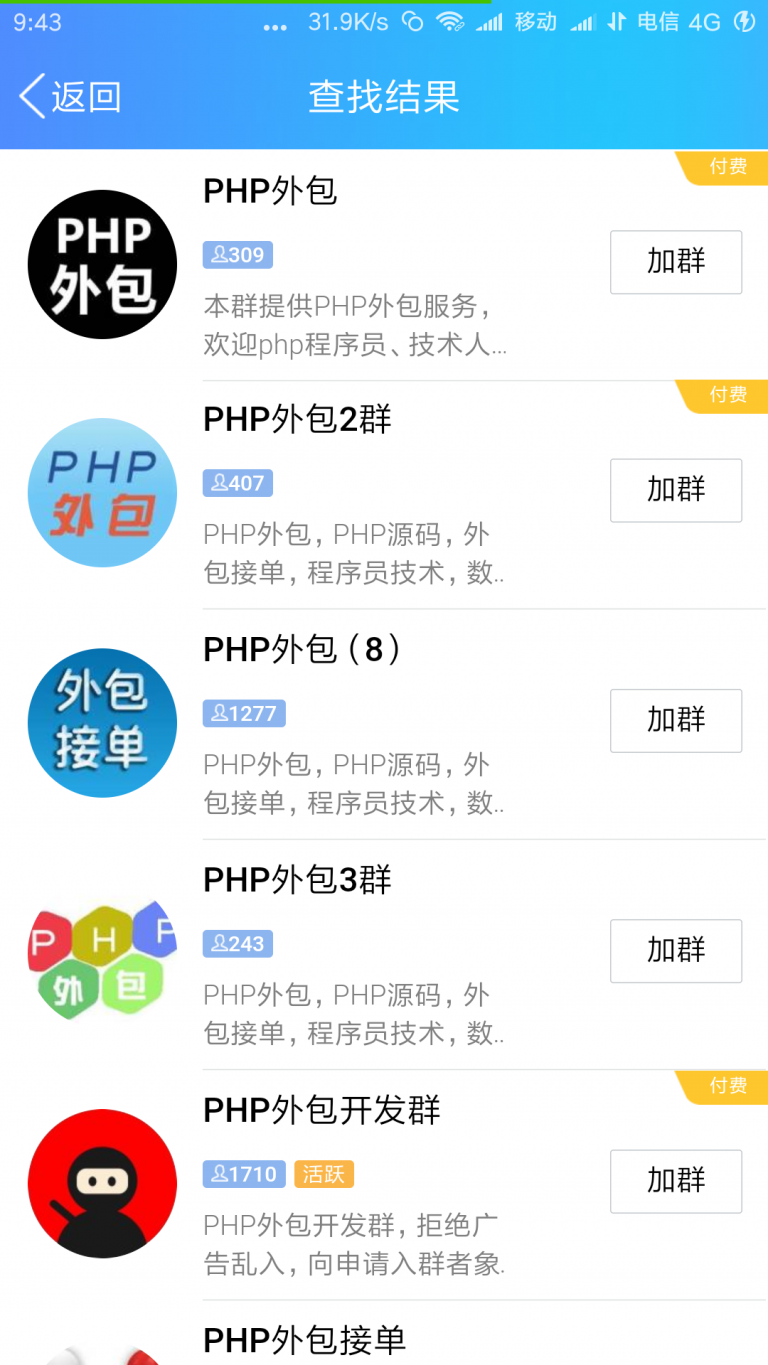 9:43 ... 31.9K/s 移动 电信 4G
返回 查找结果
付费
PHP外包
PHP
外包
309
加群
本群提供PHP外包服务，
欢迎php程序员、技术人...
付费
PHP外包2群
PHP
外包
407
加群
PHP外包，PHP源码，外
包接单，程序员技术，数..
PHP外包（8）
外包
接单
1277
加群
PHP外包，PHP源码，外
包接单，程序员技术，数..
PHP外包3群
P H P
外包
243
加群
PHP外包，PHP源码，外
包接单，程序员技术，数..
付费
PHP外包开发群
1710 活跃
加群
PHP外包开发群，拒绝广
告乱入，向申请入群者象.
PHP外包接单